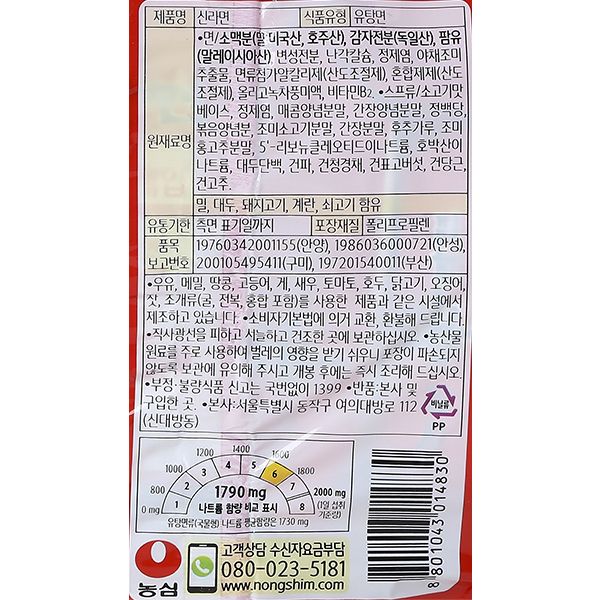 제품명 신라면 식품유형 유탕면
원재료명
•면/소맥분(밀:미국산, 호주산), 감자전분(독일산), 팜유
(말레이시아산), 변성전분, 난각칼슘, 정제염, 야채조미
추출물, 면류첨가알칼리제(산도조절제), 혼합제제(산
도조절제), 올리고녹차풍미액, 비타민B2. •스프류/소고기맛
베이스, 정제염, 매콤양념분말, 간장양념분말, 정백당,
볶음양념분, 조미소고기분말, 간장분말, 후추가루, 조미
홍고추분말, 5'-리보뉴클레오티드이나트륨, 호박산이
나트륨, 대두단백, 건파, 건청경채, 건표고버섯, 건당근,
건고추.
밀, 대두, 돼지고기, 계란, 쇠고기 함유
유통기한 측면 표기일까지 포장재질 폴리프로필렌
품목
보고번호
19760342001155(안양), 1986036000721(안성),
200105495411(구미), 197201540011(부산)
•우유, 메밀, 땅콩, 고등어, 게, 새우, 토마토, 호두, 닭고기, 오징어,
잣, 조개류(굴, 전복, 홍합 포함)를 사용한 제품과 같은 시설에서
제조하고 있습니다. •소비자기본법에 의거 교환, 환불해 드립니다.
•직사광선을 피하고 서늘하고 건조한 곳에 보관하십시오. •농산물
원료를 주로 사용하여 벌레의 영향을 받기 쉬우니 포장이 파손되지
않도록 보관에 유의해 주시고 개봉 후에는 즉시 조리해 드십시오.
•부정·불량식품 신고는 국번없이 1399 •반품:본사 및
구입한 곳. •본사:서울특별시 동작구 여의대방로 112
(신대방동)
비닐류
PP
0 mg 800 1000 1200 1400 1600 1800 2000 mg
1 2 3 4 5 6 7 8
(1일 섭취
기준량)
1790 mg
나트륨 함량 비교 표시
유탕면류(국물형) 나트륨 평균함량은 1730 mg
농심
고객상담 수신자요금부담
080-023-5181
www.nongshim.com
8 801043 014830